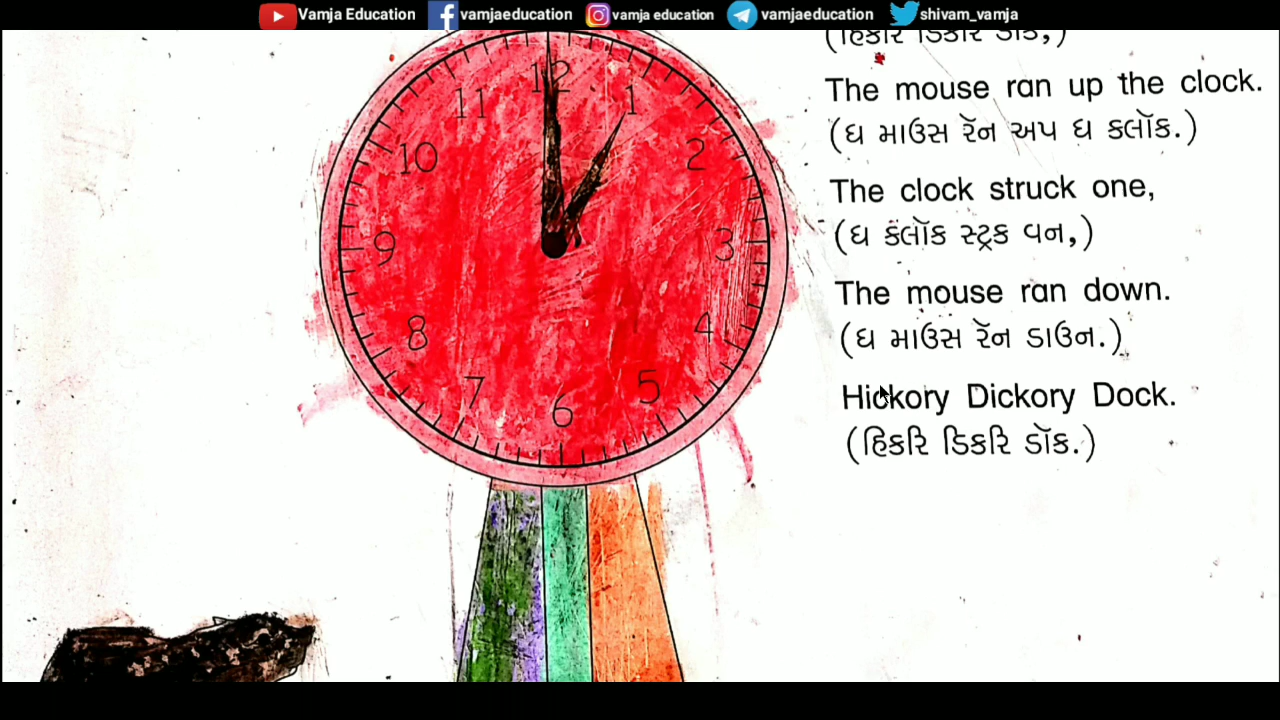 Vamja Education vamjaeducation vamja education vamjaeducation shivam_vamja
(હિકરિ ડિકરિ ડૉક,)
The mouse ran up the clock.
(ધ માઉસ રૅન અપ ધ ક્લૉક.)
The clock struck one,
(ધ ક્લૉક સ્ટ્રક વન,)
The mouse ran down.
(ધ માઉસ રૅન ડાઉન.)
Hickory Dickory Dock.
(હિકરિ ડિકરિ ડૉક.)
12
11 1
10 2
9 3
8 4
7 5
6